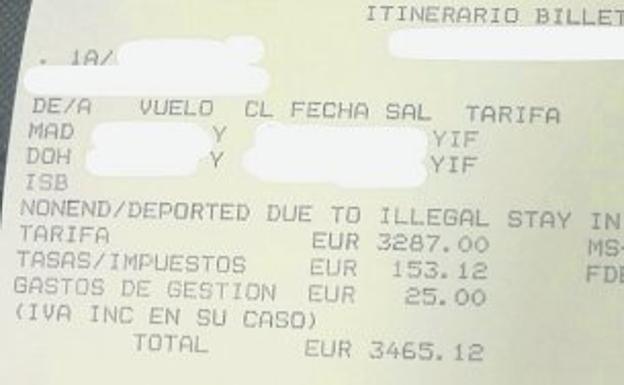 ITINERARIO BILLET
. 1A/
DE/A VUELO CL FECHA SAL TARIFA
MAD Y YIF
DOH Y YIF
ISB
NONEND/DEPORTED DUE TO ILLEGAL STAY IN
TARIFA EUR 3287.00 MS-
TASAS/IMPUESTOS EUR 153.12 FDE
GASTOS DE GESTION EUR 25.00
(IVA INC EN SU CASO)
TOTAL EUR 3465.12